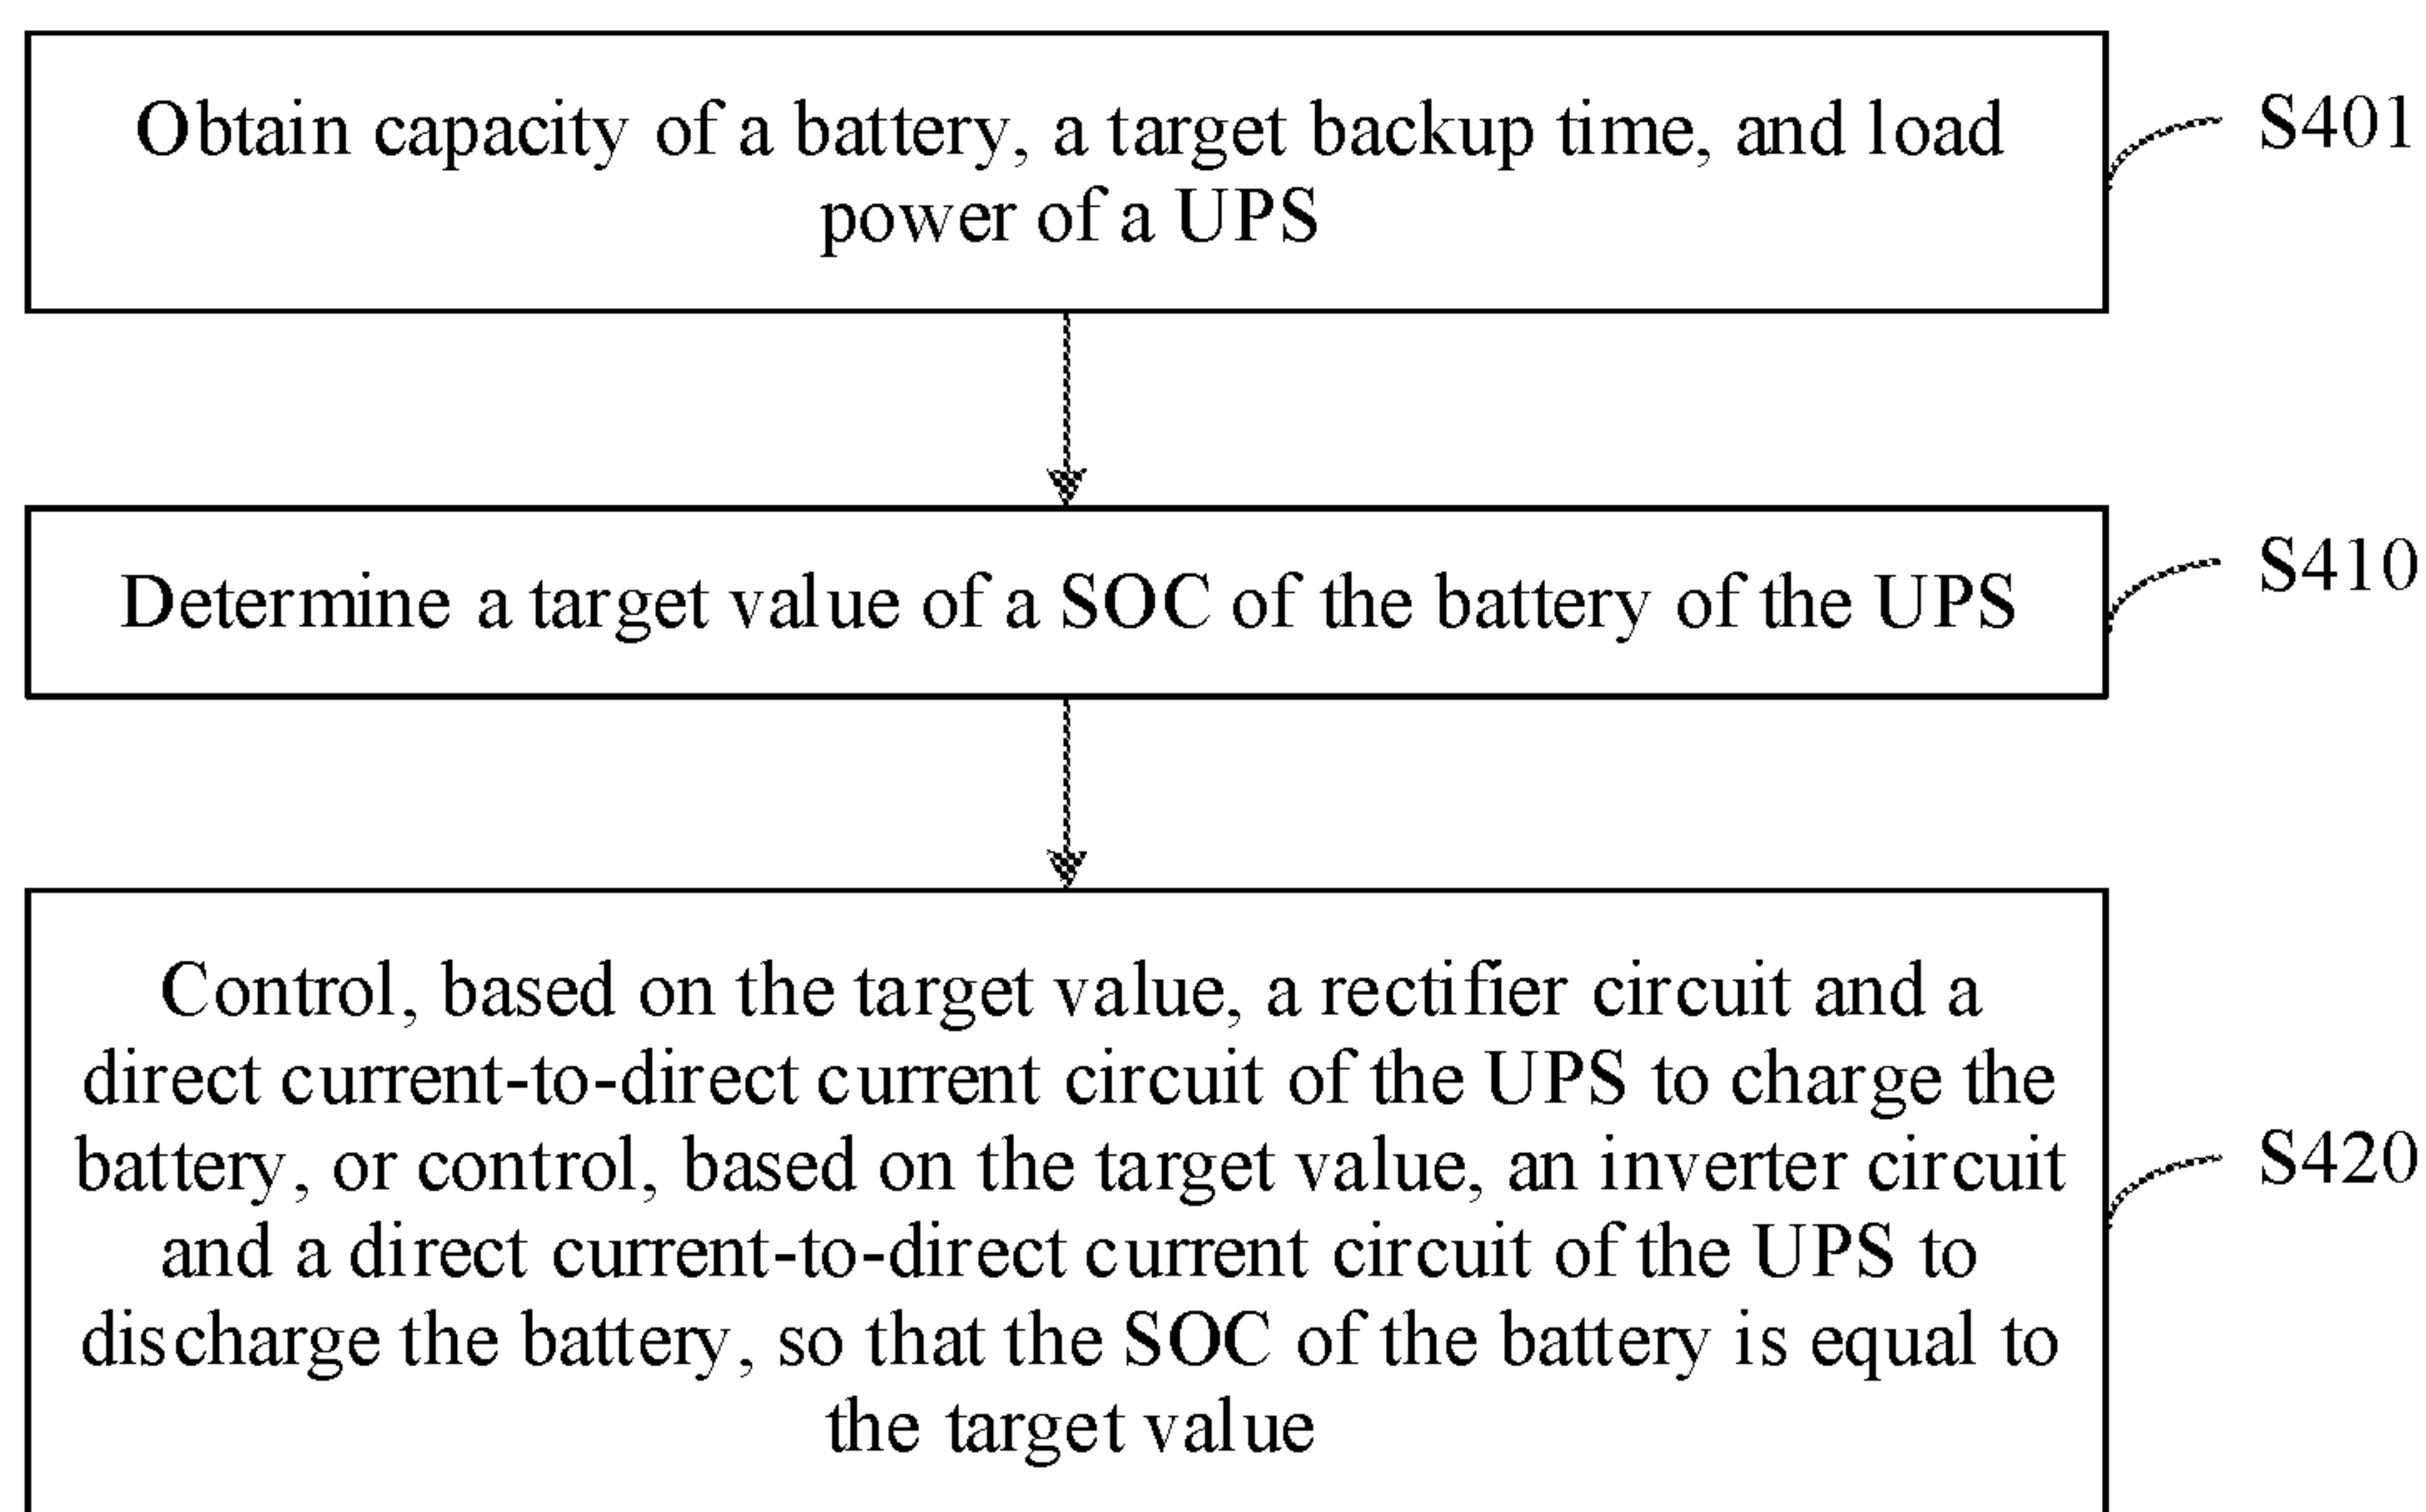 Obtain capacity of a battery, a target backup time, and load
power of a UPS
S401
Determine a target value of a SOC of the battery of the UPS
S410
Control, based on the target value, a rectifier circuit and a
direct current-to-direct current circuit of the UPS to charge the
battery, or control, based on the target value, an inverter circuit
and a direct current-to-direct current circuit of the UPS to
discharge the battery, so that the SOC of the battery is equal to
the target value
S420